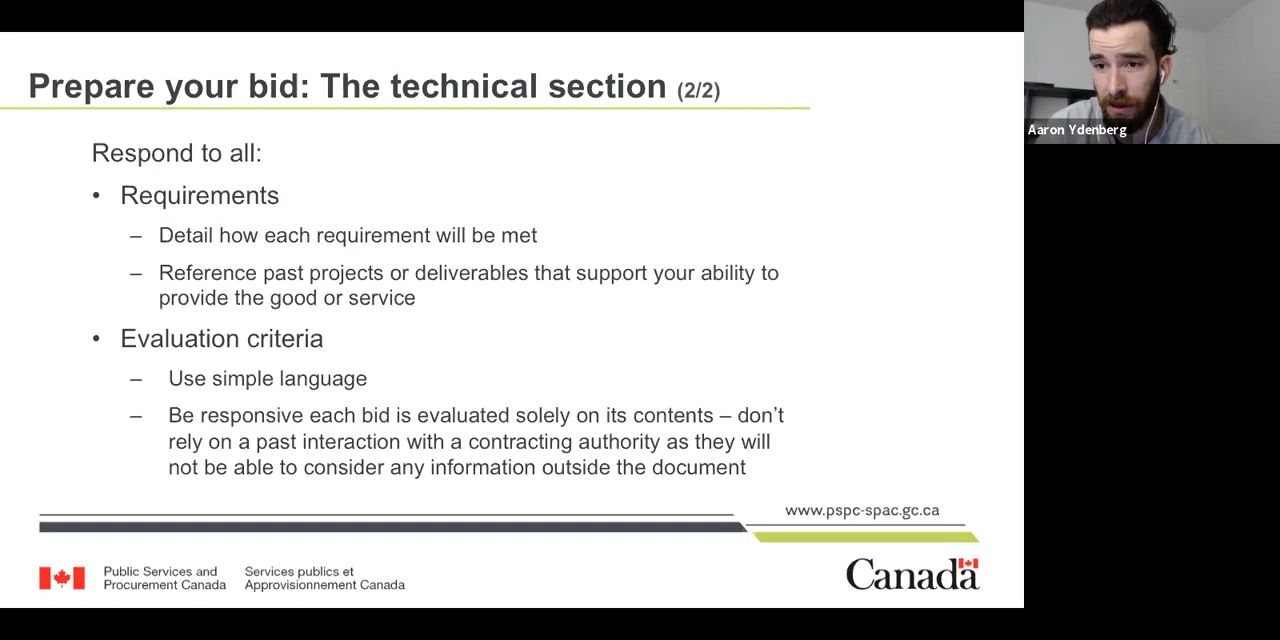 Prepare your bid: The technical section (2/2)
Respond to all:
• Requirements
– Detail how each requirement will be met
– Reference past projects or deliverables that support your ability to
provide the good or service
• Evaluation criteria
– Use simple language
– Be responsive each bid is evaluated solely on its contents – don’t
rely on a past interaction with a contracting authority as they will
not be able to consider any information outside the document
www.pspc-spac.gc.ca
Public Services and
Procurement Canada
Services publics et
Approvisionnement Canada
Canada
Aaron Ydenberg